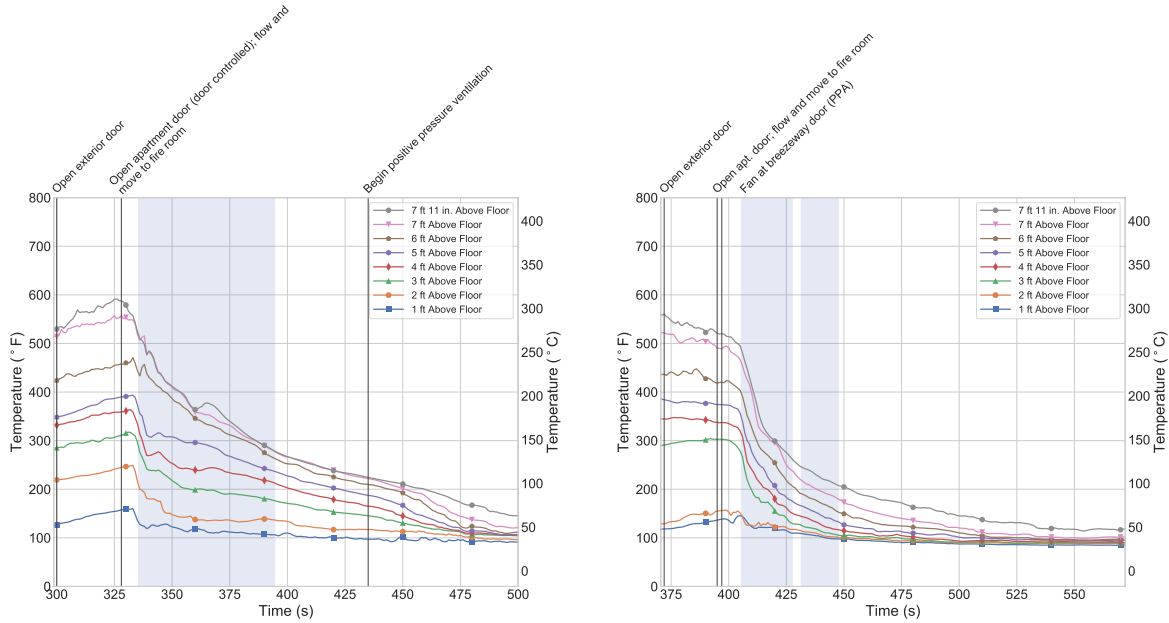 Open exterior door
Open apartment door (door controlled); flow and
move to fire room
Begin positive pressure ventilation
800
700
600
500
400
300
200
100
0
Temperature ( ° F)
300
325
350
375
400
425
450
475
500
Time (s)
400
350
300
250
200
150
100
50
0
Temperature ( ° C)
7 ft 11 in. Above Floor
7 ft Above Floor
6 ft Above Floor
5 ft Above Floor
4 ft Above Floor
3 ft Above Floor
2 ft Above Floor
1 ft Above Floor
Open exterior door
Open apt. door; flow and move to fire room
Fan at breezeway door (PPA)
800
700
600
500
400
300
200
100
0
Temperature ( ° F)
375
400
425
450
475
500
525
550
Time (s)
400
350
300
250
200
150
100
50
0
Temperature ( ° C)
7 ft 11 in. Above Floor
7 ft Above Floor
6 ft Above Floor
5 ft Above Floor
4 ft Above Floor
3 ft Above Floor
2 ft Above Floor
1 ft Above Floor